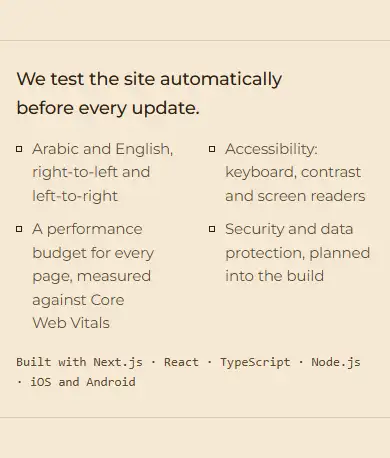 We test the site automatically
before every update.
Arabic and English,
right-to-left and
left-to-right
Accessibility:
keyboard, contrast
and screen readers
A performance
budget for every
page, measured
against Core
Web Vitals
Security and data
protection, planned
into the build
Built with Next.js · React · TypeScript · Node.js
· iOS and Android